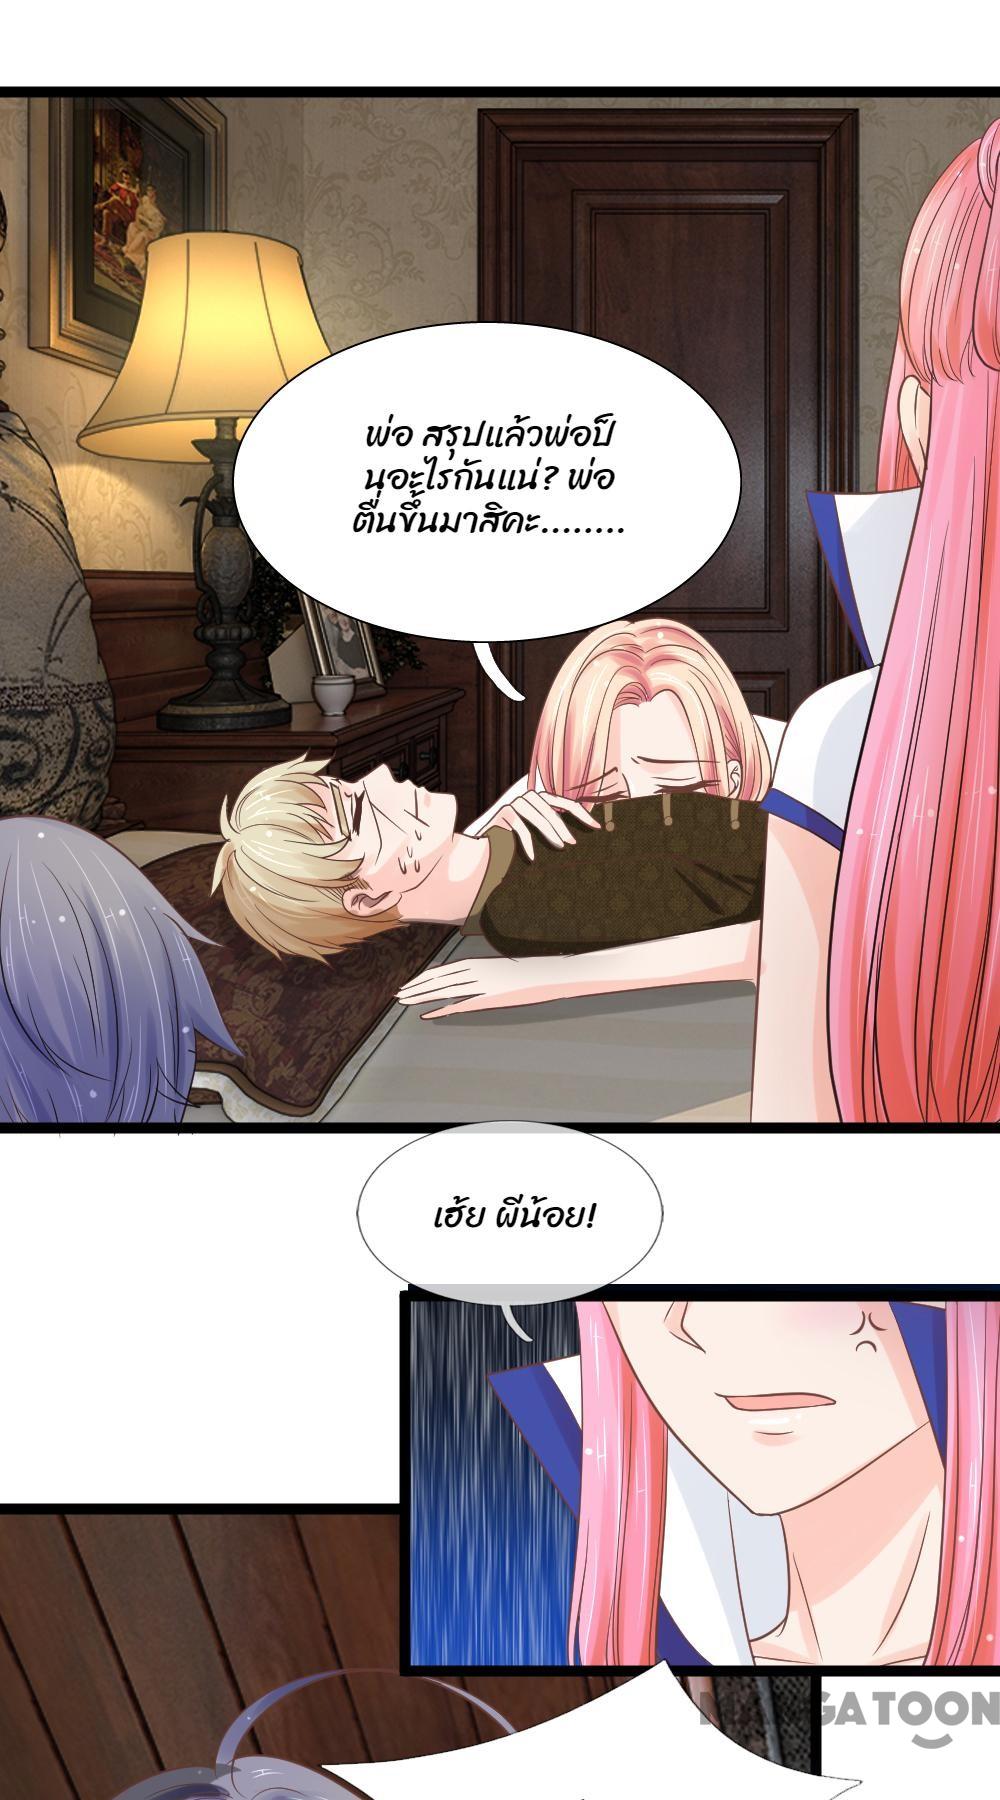 พ่อ สรุปแล้วพ่อป็
นอะไรกันแน่? พ่อ
ตื่นขึ้นมาสิคะ........
เฮ้ย ผีน้อย!